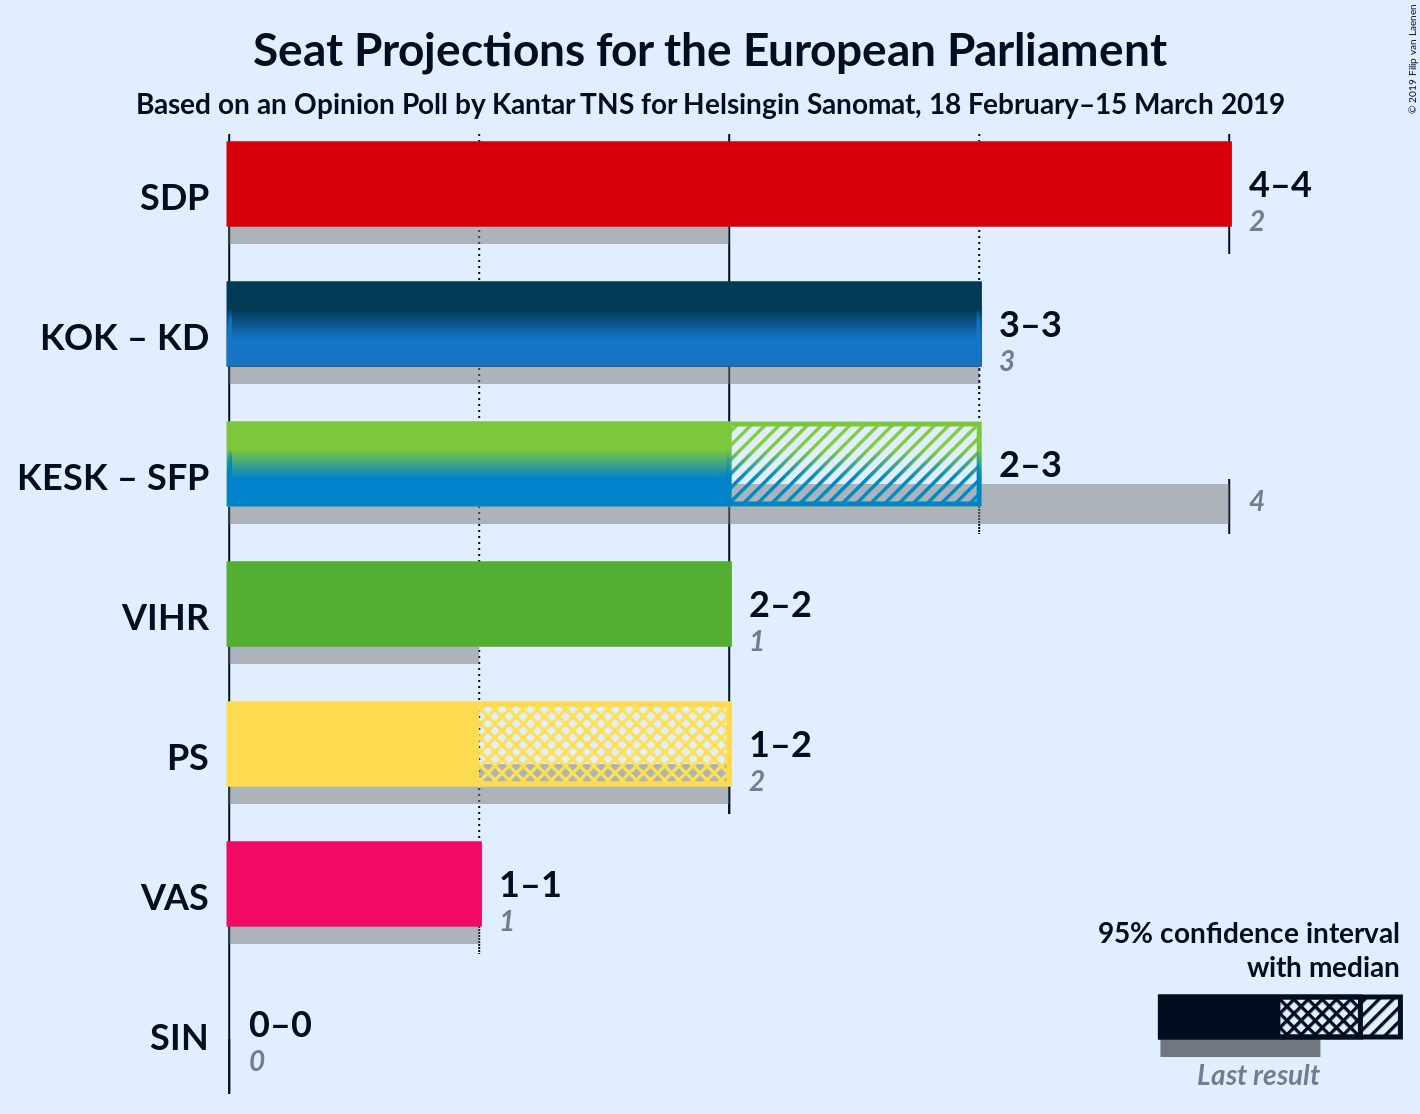 Seat Projections for the European Parliament
Based on an Opinion Poll by Kantar TNS for Helsingin Sanomat, 18 February–15 March 2019
© 2019 Filip van Laenen
SDP
4–4
2
KOK – KD
3–3
3
KESK – SFP
2–3
4
VIHR
2–2
1
PS
1–2
2
VAS
1–1
1
SIN
0–0
0
95% confidence interval
with median
Last result